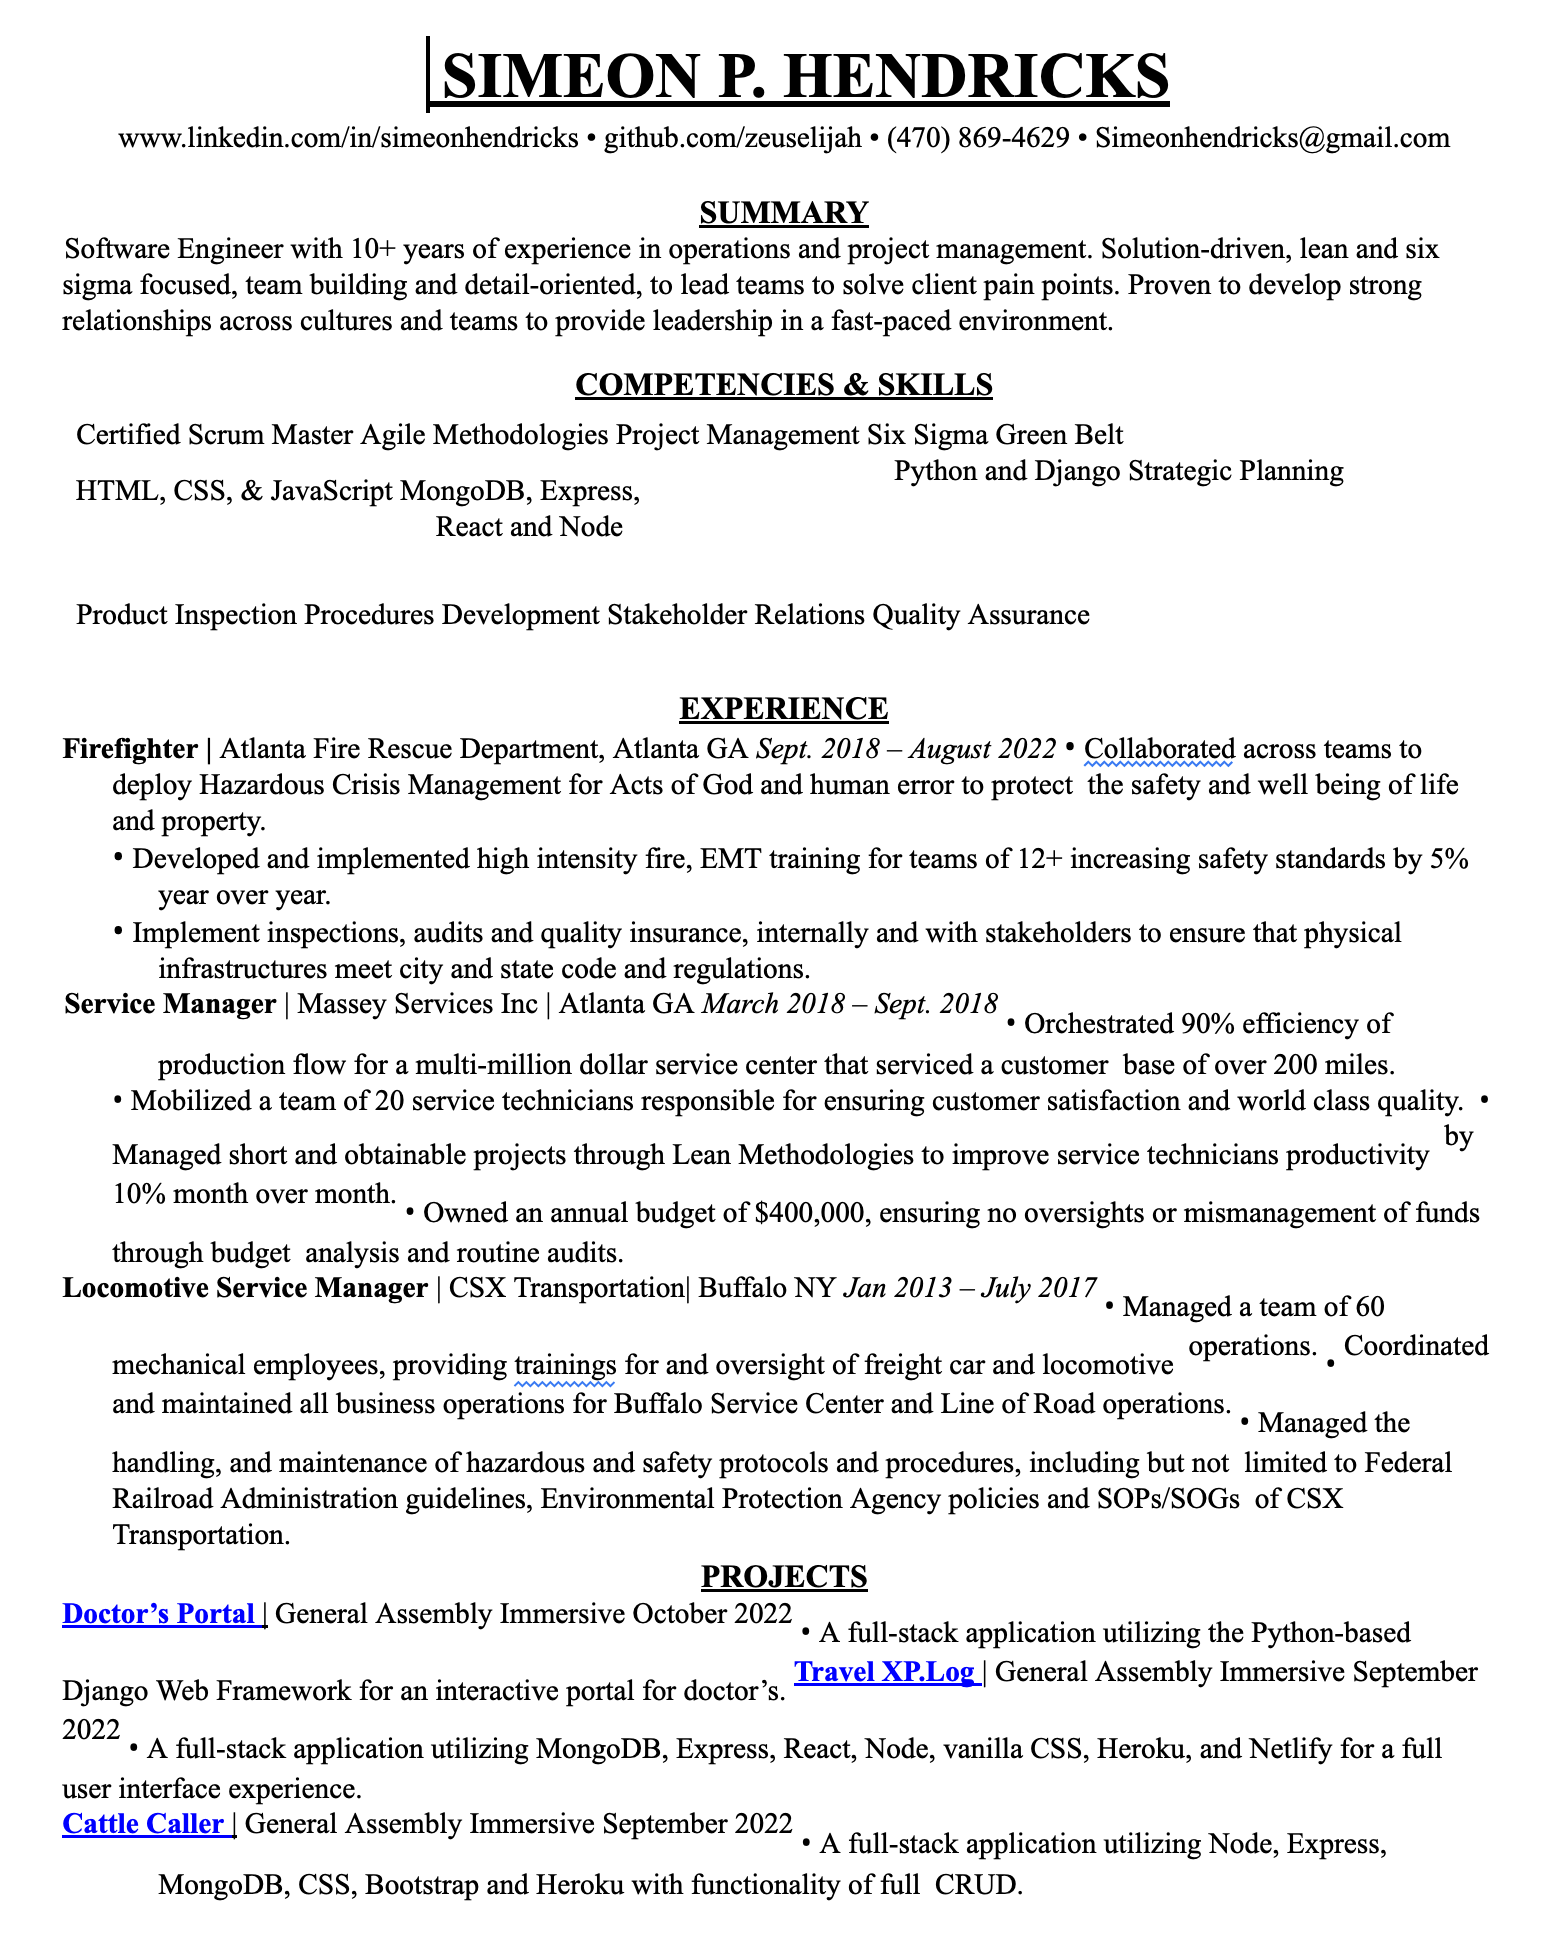 SIMEON P. HENDRICKS
www.linkedin.com/in/simeonhendricks • github.com/zeuselijah • (470) 869-4629 • Simeonhendricks@gmail.com
SUMMARY
Software Engineer with 10+ years of experience in operations and project management. Solution-driven, lean and six
sigma focused, team building and detail-oriented, to lead teams to solve client pain points. Proven to develop strong
relationships across cultures and teams to provide leadership in a fast-paced environment.
COMPETENCIES & SKILLS
Certified Scrum Master Agile Methodologies Project Management Six Sigma Green Belt
Python and Django Strategic Planning
HTML, CSS, & JavaScript MongoDB, Express,
React and Node
Product Inspection Procedures Development Stakeholder Relations Quality Assurance
EXPERIENCE
Firefighter | Atlanta Fire Rescue Department, Atlanta GA Sept. 2018 – August 2022 • Collaborated across teams to
deploy Hazardous Crisis Management for Acts of God and human error to protect the safety and well being of life
and property.
• Developed and implemented high intensity fire, EMT training for teams of 12+ increasing safety standards by 5%
year over year.
• Implement inspections, audits and quality insurance, internally and with stakeholders to ensure that physical
infrastructures meet city and state code and regulations.
Service Manager | Massey Services Inc | Atlanta GA March 2018 – Sept. 2018 • Orchestrated 90% efficiency of
production flow for a multi-million dollar service center that serviced a customer base of over 200 miles.
• Mobilized a team of 20 service technicians responsible for ensuring customer satisfaction and world class quality. •
Managed short and obtainable projects through Lean Methodologies to improve service technicians productivity by
10% month over month. • Owned an annual budget of $400,000, ensuring no oversights or mismanagement of funds
through budget analysis and routine audits.
Locomotive Service Manager | CSX Transportation| Buffalo NY Jan 2013 – July 2017 • Managed a team of 60
mechanical employees, providing trainings for and oversight of freight car and locomotive operations. • Coordinated
and maintained all business operations for Buffalo Service Center and Line of Road operations. • Managed the
handling, and maintenance of hazardous and safety protocols and procedures, including but not limited to Federal
Railroad Administration guidelines, Environmental Protection Agency policies and SOPs/SOGs of CSX
Transportation.
PROJECTS
Doctor’s Portal | General Assembly Immersive October 2022 • A full-stack application utilizing the Python-based
Django Web Framework for an interactive portal for doctor’s. Travel XP.Log | General Assembly Immersive September
2022 • A full-stack application utilizing MongoDB, Express, React, Node, vanilla CSS, Heroku, and Netlify for a full
user interface experience.
Cattle Caller | General Assembly Immersive September 2022 • A full-stack application utilizing Node, Express,
MongoDB, CSS, Bootstrap and Heroku with functionality of full CRUD.